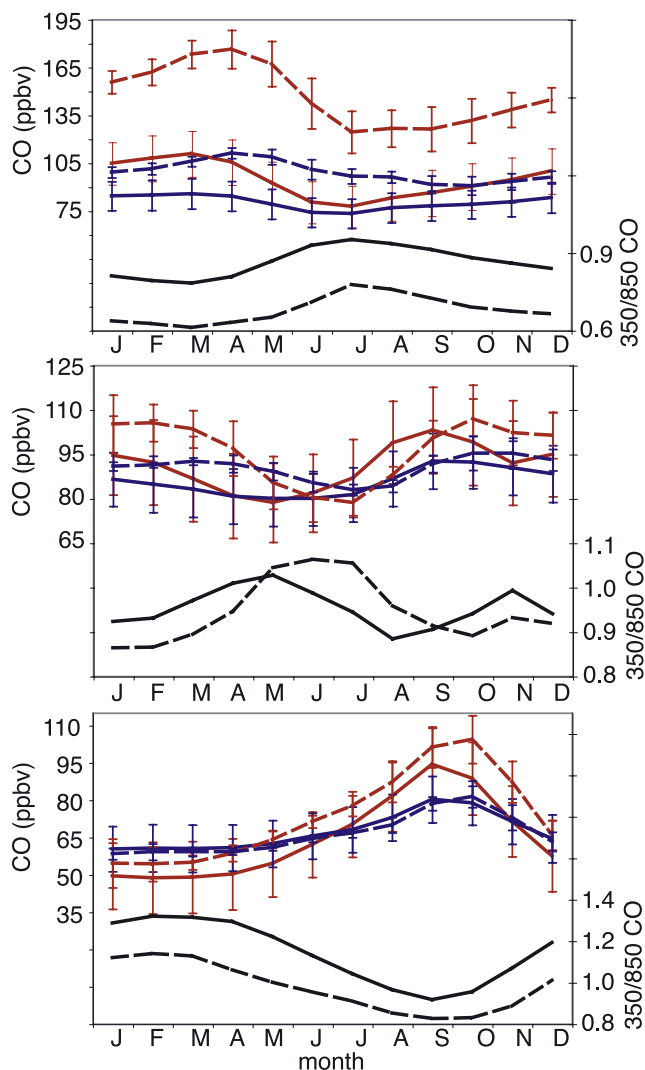 195
165
135
105
75
CO (ppbv)
0.9
0.6
350/850 CO
J F M A M J J A S O N D
125
110
95
80
65
CO (ppbv)
1.1
1.0
0.9
0.8
350/850 CO
J F M A M J J A S O N D
110
95
80
65
50
35
CO (ppbv)
1.4
1.2
1.0
0.8
350/850 CO
J F M A M J J A S O N D
month